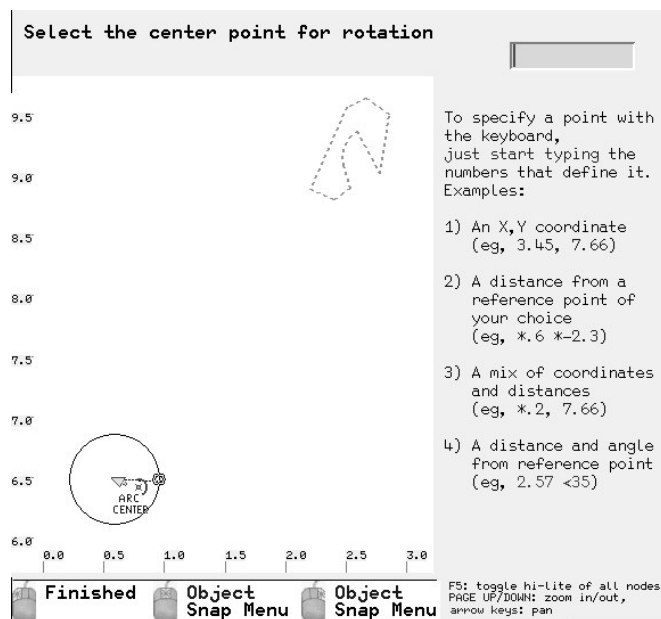 Select the center point for rotation
To specify a point with
the keyboard,
just start typing the
numbers that define it.
Examples:
1) An X,Y coordinate
(eg, 3.45, 7.66)
2) A distance from a
reference point of
your choice
(eg, *.6 *-2.3)
3) A mix of coordinates
and distances
(eg, *.2, 7.66)
4) A distance and angle
from reference point
(eg, 2.57 <35)
9.5
9.0
8.5
8.0
7.5
7.0
6.5
6.0
ARC
CENTER
0.0 0.5 1.0 1.5 2.0 2.5 3.0
Finished
Object
Snap Menu
Object
Snap Menu
F5: toggle hi-lite of all nodes
PAGE UP/DOWN: zoom in/out,
arrow keys: pan